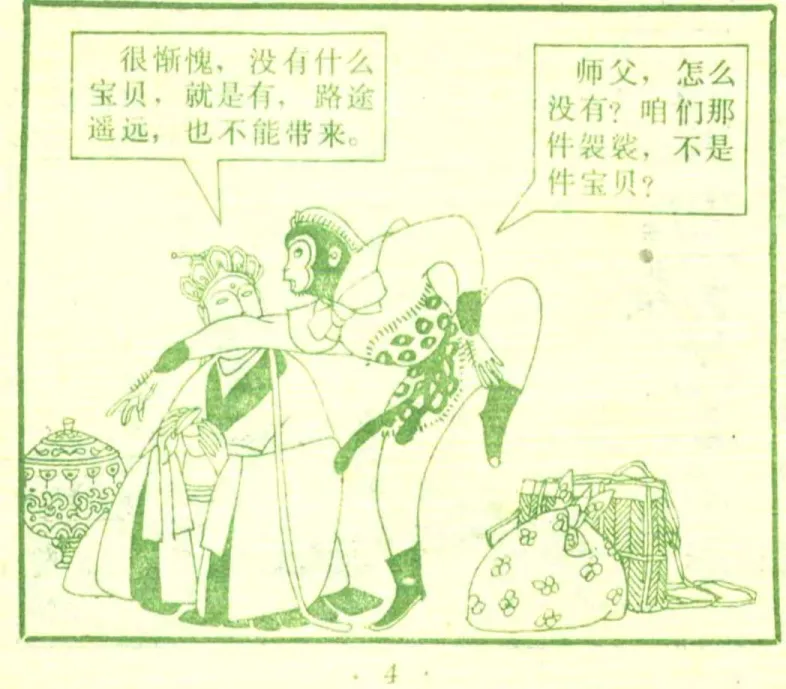 很惭愧，没有什么
宝贝，就是有，路途
遥远，也不能带来。
师父，怎么
没有？咱们那
件袈裟，不是
件宝贝？
· 4 ·